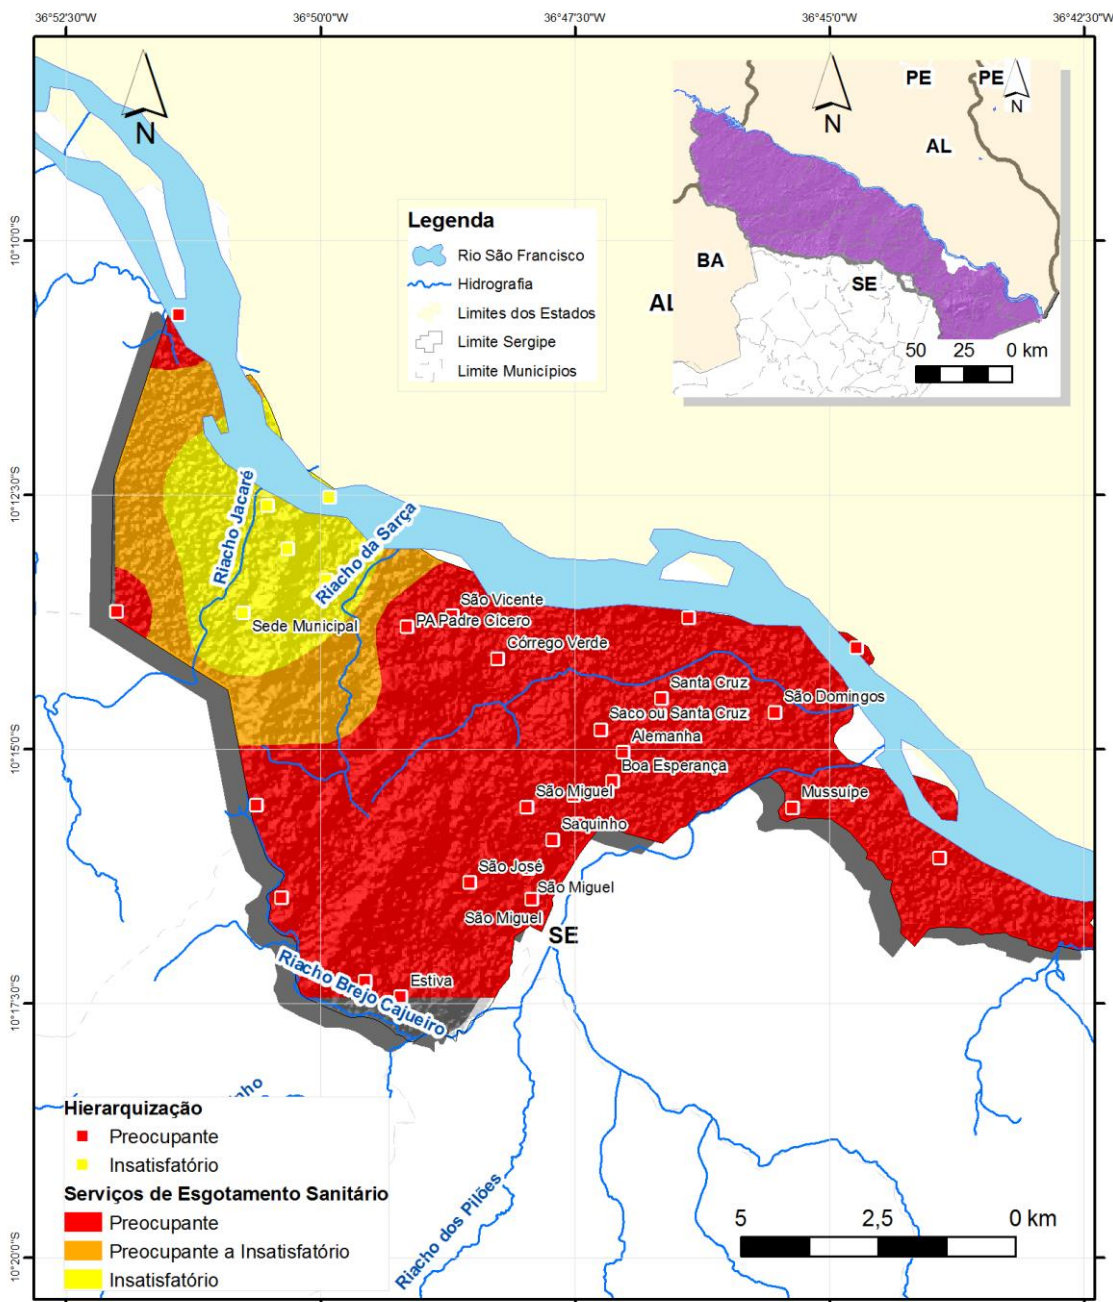 36°52'30"W 36°50'0"W 36°47'30"W 36°45'0"W 36°42'30"W
N
PE PE
N
N
AL
Legenda
Rio São Francisco
Hidrografia
Limites dos Estados
Limite Sergipe
Limite Municípios
BA
SE
AL
50 25 0 km
10°10'0"S
10°12'30"S
10°15'0"S
10°17'30"S
10°20'0"S
Riacho Jacaré
Riacho da Sarça
São Vicente
Sede Municipal
PA Padre Cicero
Córrego Verde
Santa Cruz
São Domingos
Saco ou Santa Cruz
Alemanha
Boa Esperança
São Miguel
Mussuipe
Saquinho
São José
São Miguel
São Miguel
SE
Riacho Brejo Cajueiro
Estiva
Riacho dos Pilões
Hierarquização
Preocupante
Insatisfatório
Serviços de Esgotamento Sanitário
Preocupante
Preocupante a Insatisfatório
Insatisfatório
5 2,5 0 km